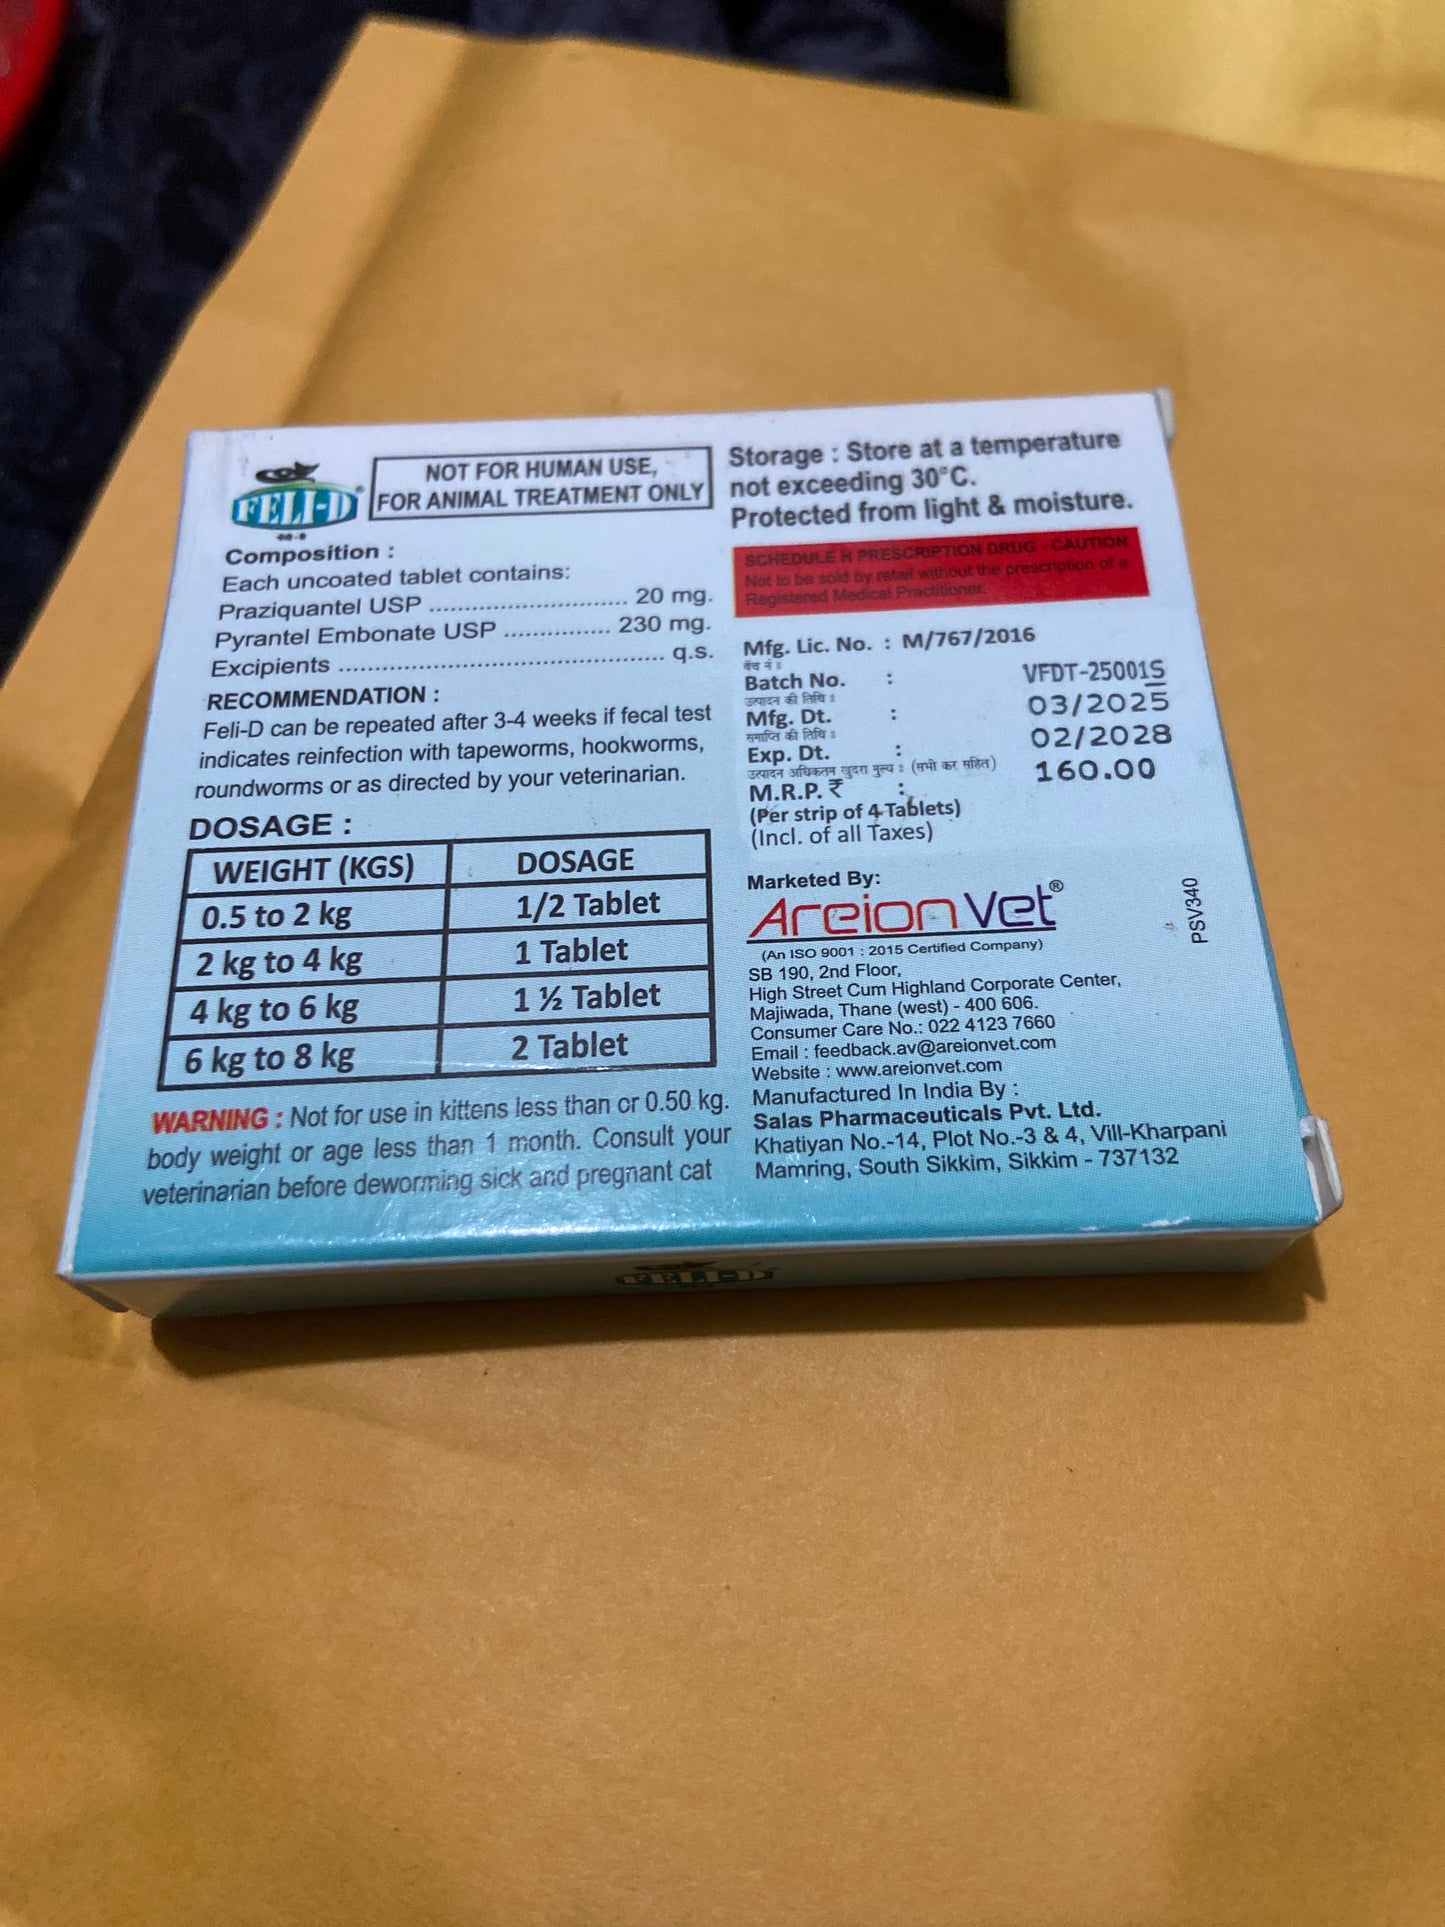 FELI-D®
NOT FOR HUMAN USE,
FOR ANIMAL TREATMENT ONLY
Composition :
Each uncoated tablet contains:
Praziquantel USP ............................ 20 mg.
Pyrantel Embonate USP ............... 230 mg.
Excipients .............................................. q.s.
RECOMMENDATION :
Feli-D can be repeated after 3-4 weeks if fecal test
indicates reinfection with tapeworms, hookworms,
roundworms or as directed by your veterinarian.
DOSAGE :
WEIGHT (KGS) DOSAGE
0.5 to 2 kg 1/2 Tablet
2 kg to 4 kg 1 Tablet
4 kg to 6 kg 1 ½ Tablet
6 kg to 8 kg 2 Tablet
WARNING : Not for use in kittens less than or 0.50 kg.
body weight or age less than 1 month. Consult your
veterinarian before deworming sick and pregnant cat
Storage : Store at a temperature
not exceeding 30°C.
Protected from light & moisture.
SCHEDULE H PRESCRIPTION DRUG - CAUTION
Not to be sold by retail without the prescription of a
Registered Medical Practitioner.
Mfg. Lic. No. : M/767/2016
बैच नं :
Batch No. : VFDT-25001S
उत्पादन की तिथि :
Mfg. Dt. : 03/2025
समाप्ति की तिथि :
Exp. Dt. : 02/2028
उत्पादन अधिकतम खुदरा मुल्य : (सभी कर सहित)
M.R.P. ₹ : 160.00
(Per strip of 4 Tablets)
(Incl. of all Taxes)
Marketed By:
Areion Vet®
(An ISO 9001 : 2015 Certified Company)
SB 190, 2nd Floor,
High Street Cum Highland Corporate Center,
Majiwada, Thane (west) - 400 606.
Consumer Care No.: 022 4123 7660
Email : feedback.av@areionvet.com
Website : www.areionvet.com
Manufactured In India By :
Salas Pharmaceuticals Pvt. Ltd.
Khatiyan No.-14, Plot No.-3 & 4, Vill-Kharpani
Mamring, South Sikkim, Sikkim - 737132
PSV340
FELI-D